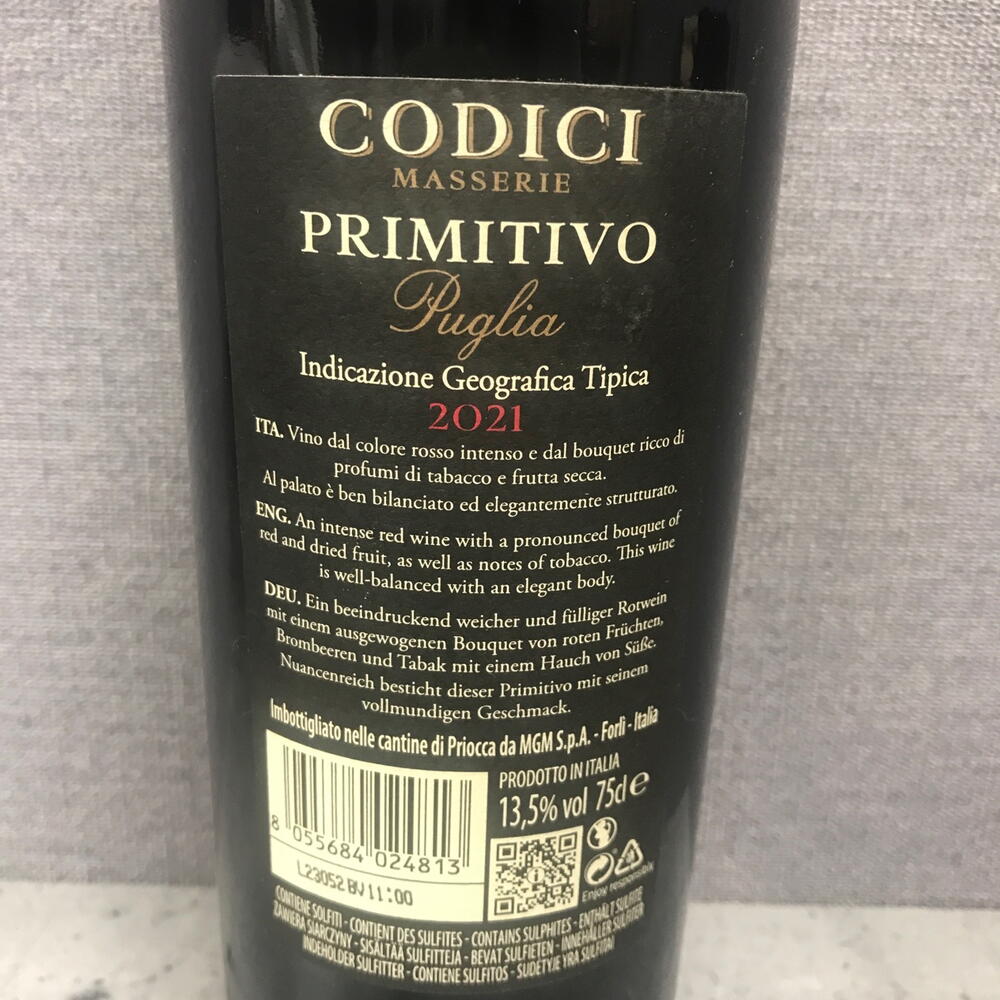 CODICI
MASSERIE
PRIMITIVO
Puglia
Indicazione Geografica Tipica
2021
ITA. Vino dal colore rosso intenso e dal bouquet ricco di
profumi di tabacco e frutta secca.
Al palato è ben bilanciato ed elegantemente strutturato.
ENG. An intense red wine with a pronounced bouquet of
red and dried fruit, as well as notes of tobacco. This wine
is well-balanced with an elegant body.
DEU. Ein beeindruckend weicher und fülliger Rotwein
mit einem ausgewogenen Bouquet von roten Früchten,
Brombeeren und Tabak mit einem Hauch von Süße.
Nuancenreich besticht dieser Primitivo mit seinem
vollmundigen Geschmack.
Imbottigliato nelle cantine di Priocca da MGM S.p.A. - Forlì - Italia
PRODOTTO IN ITALIA
13,5% vol 75cl e
8 055684 024813
L23052 BV 11:00
Enjoy responsibly
CONTIENE SOLFITI - CONTIENT DES SULFITES - CONTAINS SULPHITES - ENTHÄLT SULFITE
ZAWIERA SIARCZYNY - SISÄLTÄÄ SULFITTEJA - BEVAT SULFIETEN - INNEHÅLLER SULFITER
INDEHOLDER SULFITTER - CONTIENE SULFITOS - SUDĖTYJE YRA SULFITAI